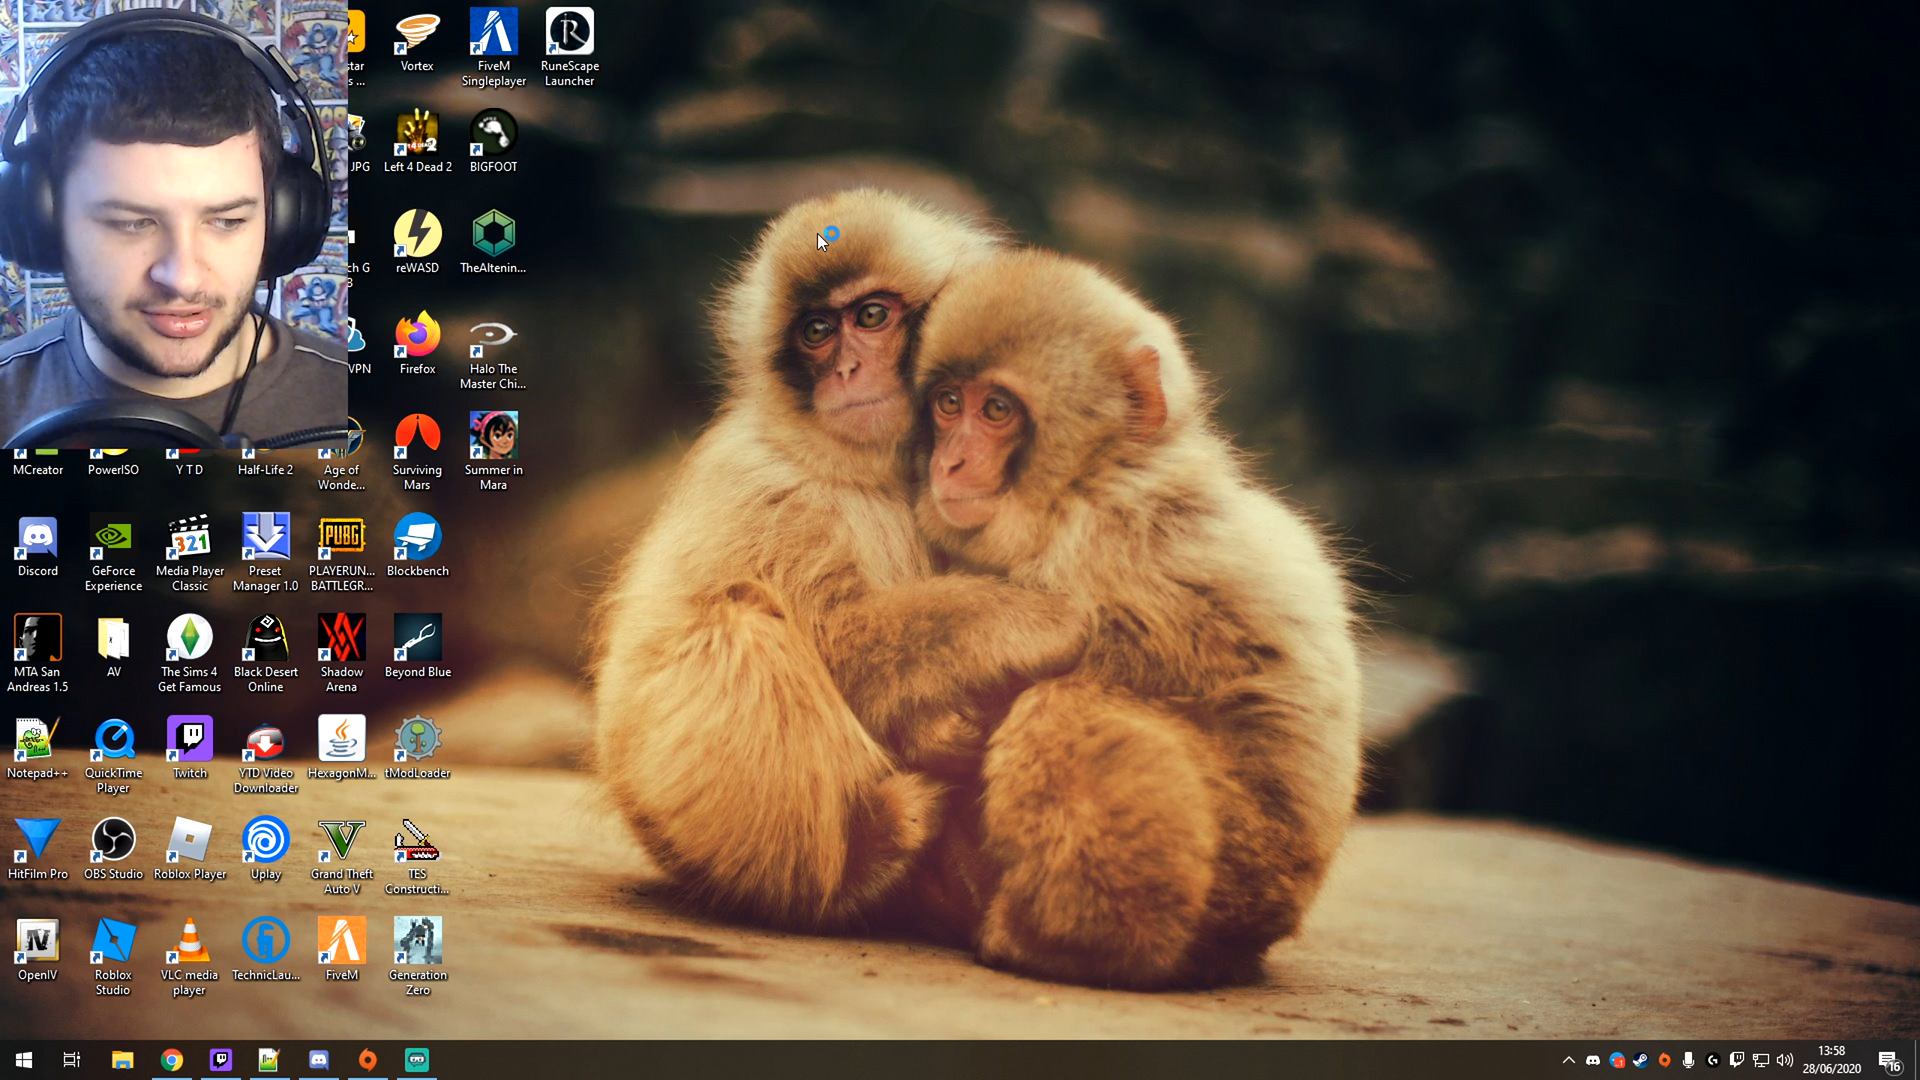 Vortex
FiveM
Singleplayer
RuneScape
Launcher
JPG
Left 4 Dead 2
BIGFOOT
reWASD
TheAltenin...
VPN
Firefox
Halo The
Master Chi...
MCreator
PowerISO
Y T D
Half-Life 2
Age of
Wonde...
Surviving
Mars
Summer in
Mara
Discord
GeForce
Experience
321
Media Player
Classic
Preset
Manager 1.0
PUBG
PLAYERUN...
BATTLEGR...
Blockbench
MTA San
Andreas 1.5
AV
The Sims 4
Get Famous
Black Desert
Online
Shadow
Arena
Beyond Blue
Notepad++
QuickTime
Player
Twitch
YTD Video
Downloader
HexagonM...
tModLoader
HitFilm Pro
OBS Studio
Roblox Player
Uplay
Grand Theft
Auto V
TES
Constructi...
OpenIV
Roblox
Studio
VLC media
player
TechnicLau...
FiveM
Generation
Zero
13:58
28/06/2020
16